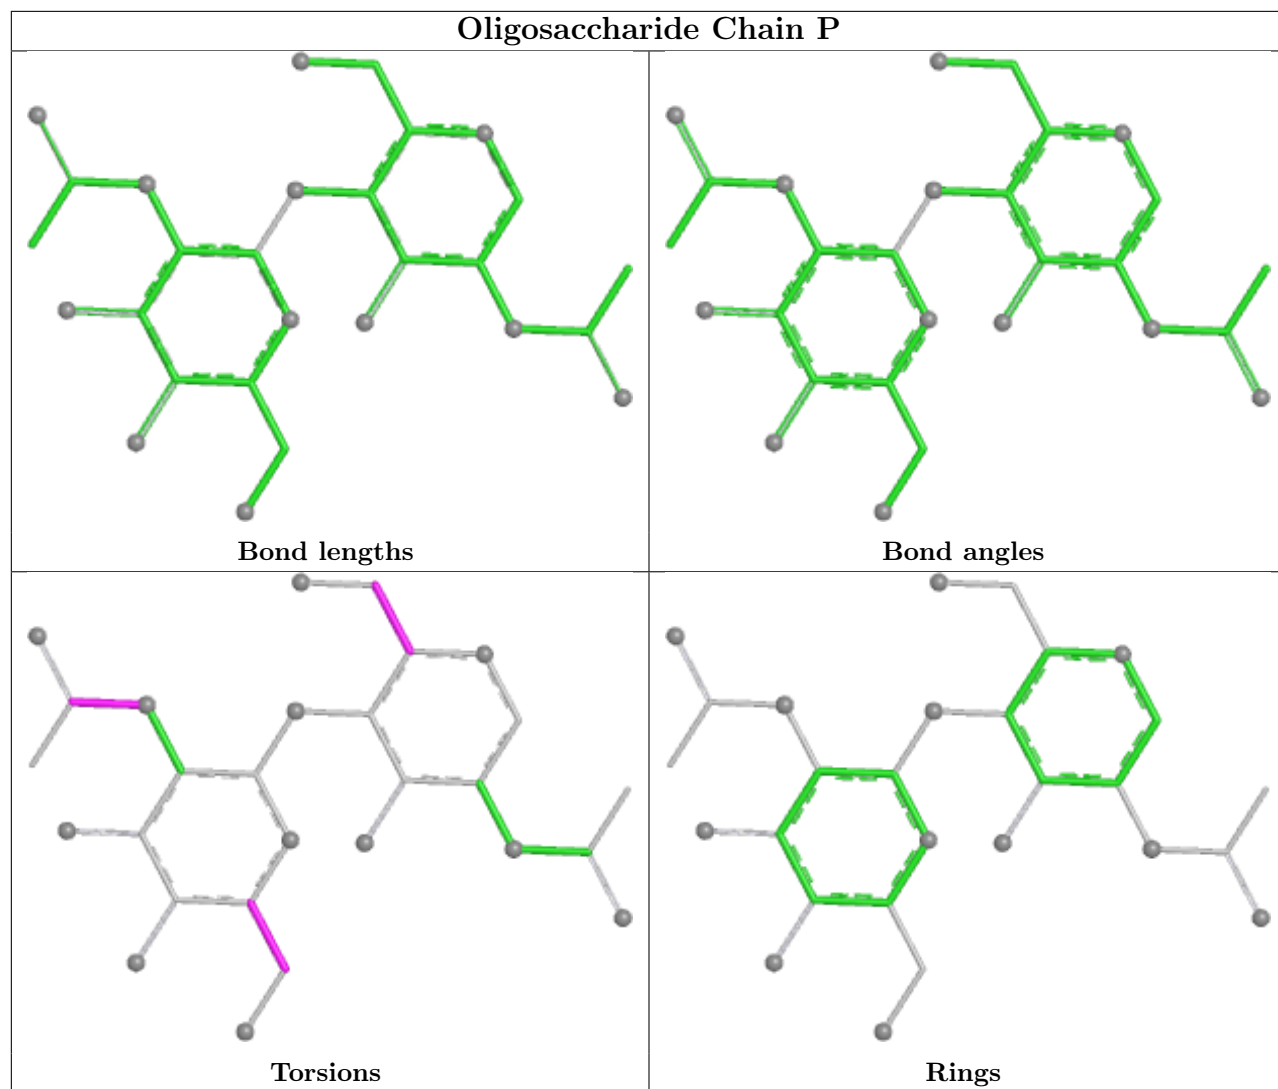 Oligosaccharide Chain P
Bond lengths
Bond angles
Torsions
Rings